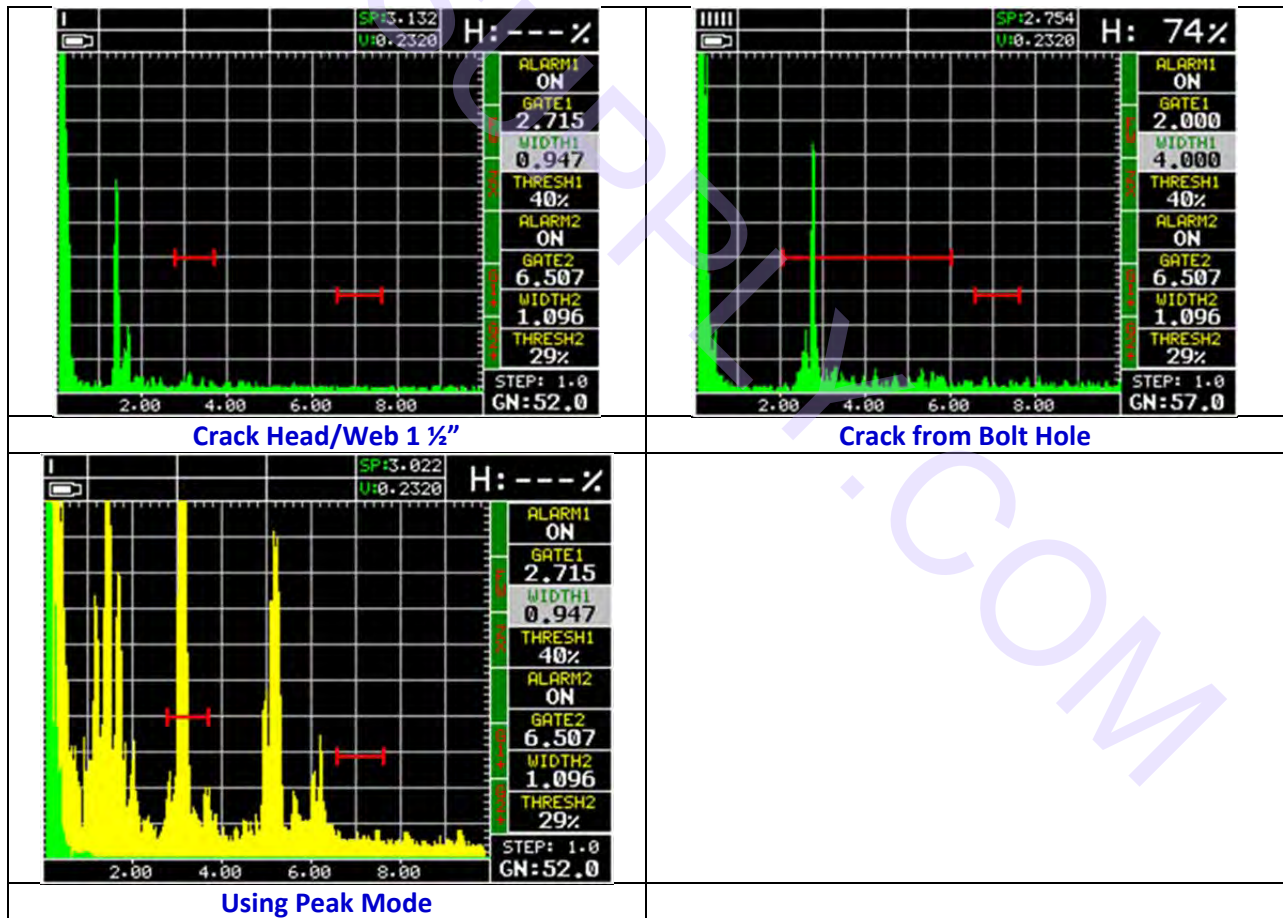 SP:3.132
V:0.2320
H:---%
ALARM1
ON
GATE1
2.715
WIDTH1
0.947
THRESH1
40%
ALARM2
ON
GATE2
6.507
WIDTH2
1.096
THRESH2
29%
STEP: 1.0
GN:52.0
2.00 4.00 6.00 8.00
Crack Head/Web 1 ½”
SP:2.754
V:0.2320
H: 74%
ALARM1
ON
GATE1
2.000
WIDTH1
4.000
THRESH1
40%
ALARM2
ON
GATE2
6.507
WIDTH2
1.096
THRESH2
29%
STEP: 1.0
GN:57.0
2.00 4.00 6.00 8.00
Crack from Bolt Hole
SP:3.022
V:0.2320
H:---%
ALARM1
ON
GATE1
2.715
WIDTH1
0.947
THRESH1
40%
ALARM2
ON
GATE2
6.507
WIDTH2
1.096
THRESH2
29%
STEP: 1.0
GN:52.0
2.00 4.00 6.00 8.00
Using Peak Mode
SUPPLY.COM